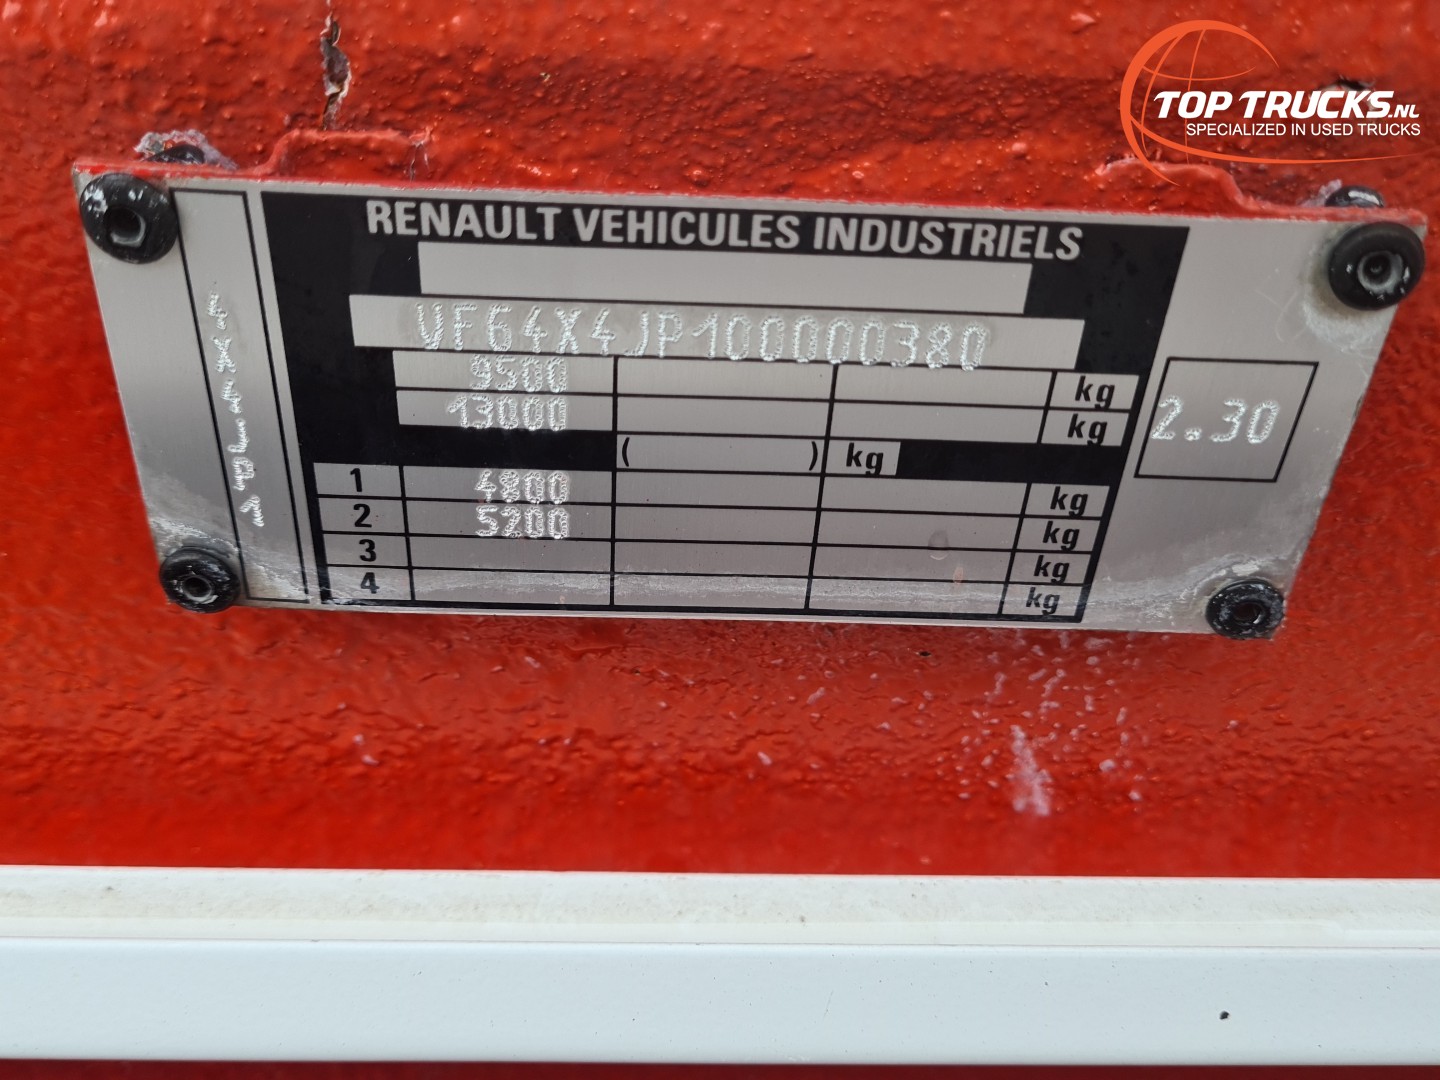 TOP TRUCKS.NL
SPECIALIZED IN USED TRUCKS
RENAULT VEHICULES INDUSTRIELS
VF64X4JP100000380
9500 kg
13000 kg
( ) kg
2.30
1 4800 kg
2 5200 kg
3 kg
4 kg